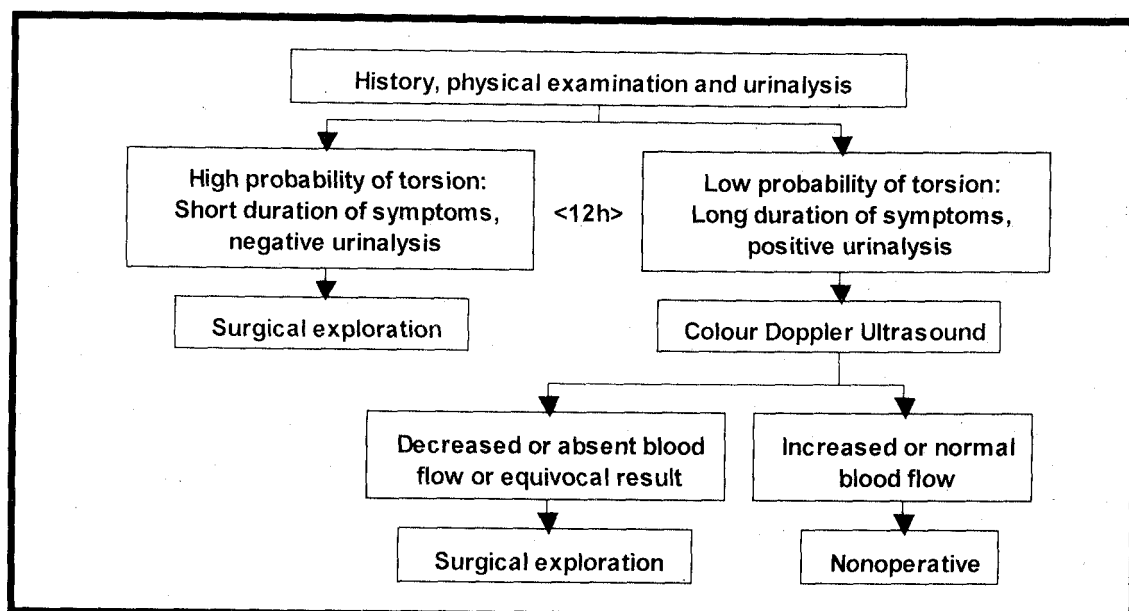 History, physical examination and urinalysis
High probability of torsion:
Short duration of symptoms,
negative urinalysis
<12h>
Low probability of torsion:
Long duration of symptoms,
positive urinalysis
Surgical exploration
Colour Doppler Ultrasound
Decreased or absent blood
flow or equivocal result
Increased or normal
blood flow
Surgical exploration
Nonoperative